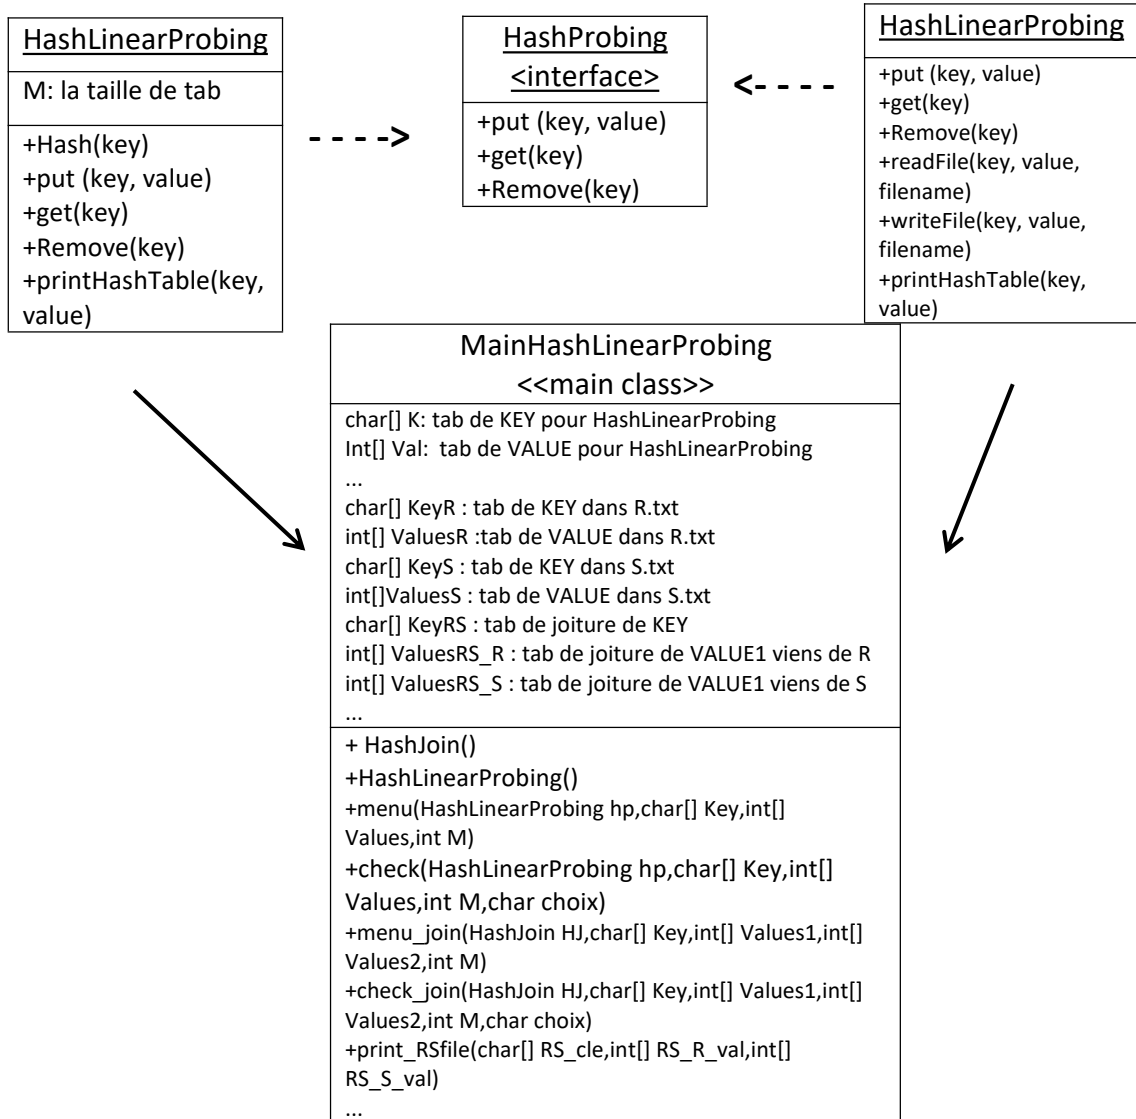 HashLinearProbing
M: la taille de tab
+Hash(key)
+put (key, value)
+get(key)
+Remove(key)
+printHashTable(key,
value)
HashProbing
<interface>
+put (key, value)
+get(key)
+Remove(key)
HashLinearProbing
+put (key, value)
+get(key)
+Remove(key)
+readFile(key, value,
filename)
+writeFile(key, value,
filename)
+printHashTable(key,
value)
MainHashLinearProbing
<<main class>>
char[] K: tab de KEY pour HashLinearProbing
Int[] Val:  tab de VALUE pour HashLinearProbing
...
char[] KeyR : tab de KEY dans R.txt
int[] ValuesR :tab de VALUE dans R.txt
char[] KeyS : tab de KEY dans S.txt
int[]ValuesS : tab de VALUE dans S.txt
char[] KeyRS : tab de joiture de KEY
int[] ValuesRS_R : tab de joiture de VALUE1 viens de R
int[] ValuesRS_S : tab de joiture de VALUE1 viens de S
...
+ HashJoin()
+HashLinearProbing()
+menu(HashLinearProbing hp,char[] Key,int[]
Values,int M)
+check(HashLinearProbing hp,char[] Key,int[]
Values,int M,char choix)
+menu_join(HashJoin HJ,char[] Key,int[] Values1,int[]
Values2,int M)
+check_join(HashJoin HJ,char[] Key,int[] Values1,int[]
Values2,int M,char choix)
+print_RSfile(char[] RS_cle,int[] RS_R_val,int[]
RS_S_val)
...